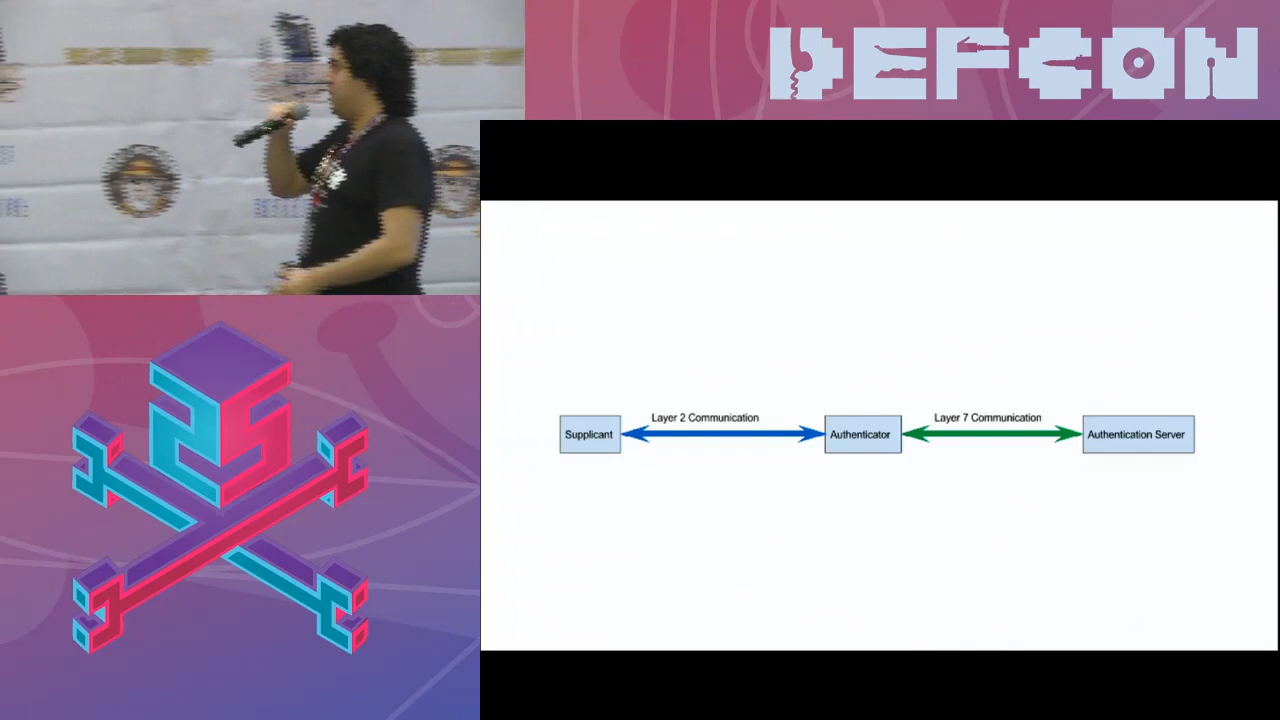 DEFCON
Layer 2 Communication
Layer 7 Communication
Supplicant
Authenticator
Authentication Server